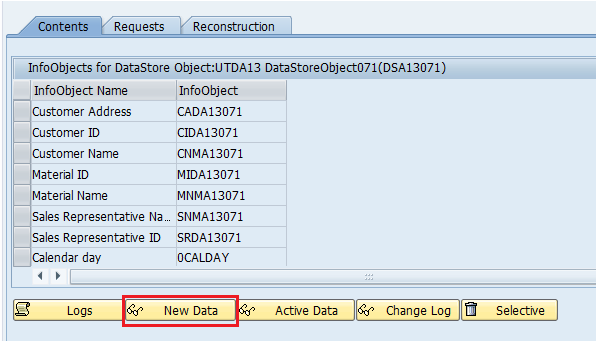 Contents Requests Reconstruction
InfoObjects for DataStore Object:UTDA13 DataStoreObject071(DSA13071)
InfoObject Name InfoObject
Customer Address CADA13071
Customer ID CIDA13071
Customer Name CNMA13071
Material ID MIDA13071
Material Name MNMA13071
Sales Representative Na... SNMA13071
Sales Representative ID SRDA13071
Calendar day 0CALDAY
Logs New Data Active Data Change Log Selective